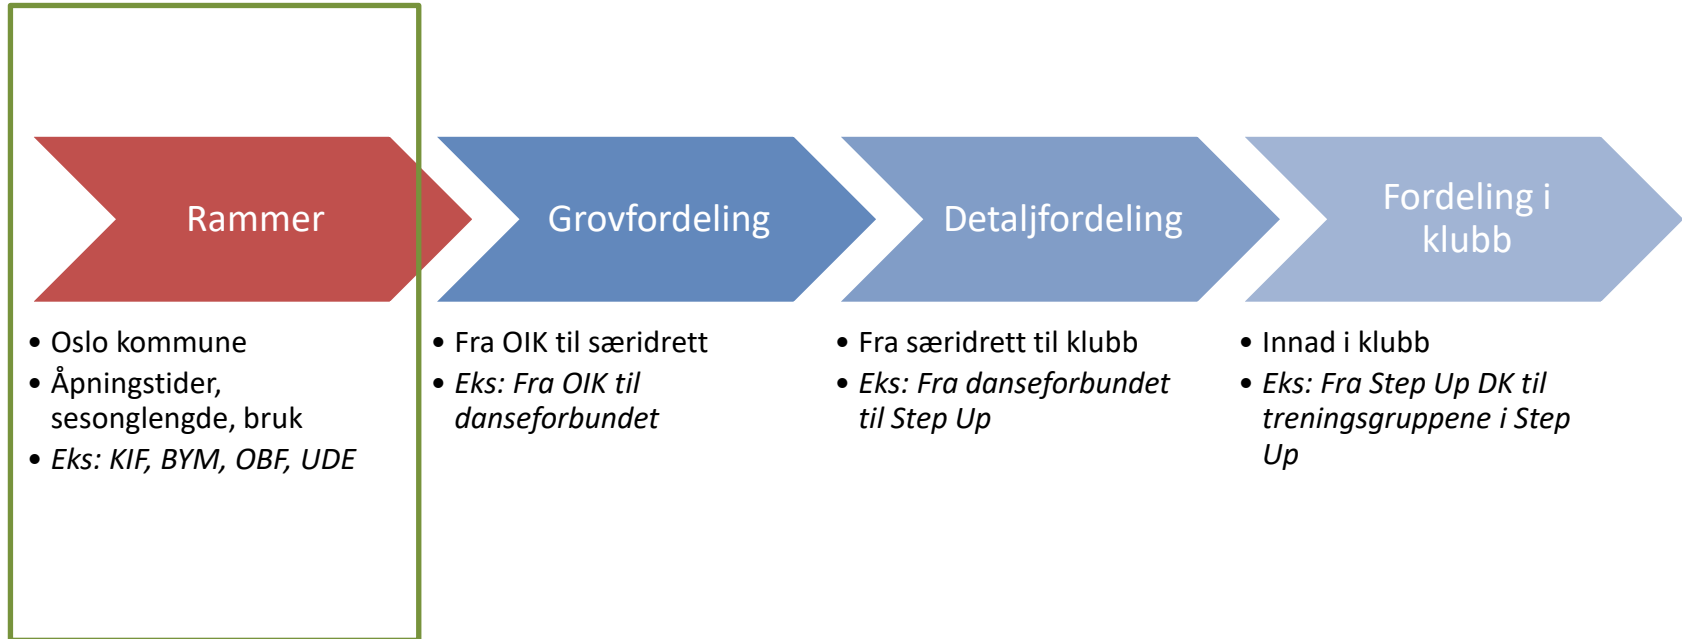 Rammer
• Oslo kommune
• Åpningstider,
sesonglengde, bruk
• Eks: KIF, BYM, OBF, UDE
Grovfordeling
• Fra OIK til særidrett
• Eks: Fra OIK til
danseforbundet
Detaljfordeling
• Fra særidrett til klubb
• Eks: Fra danseforbundet
til Step Up
Fordeling i
klubb
• Innad i klubb
• Eks: Fra Step Up DK til
treningsgruppene i Step
Up